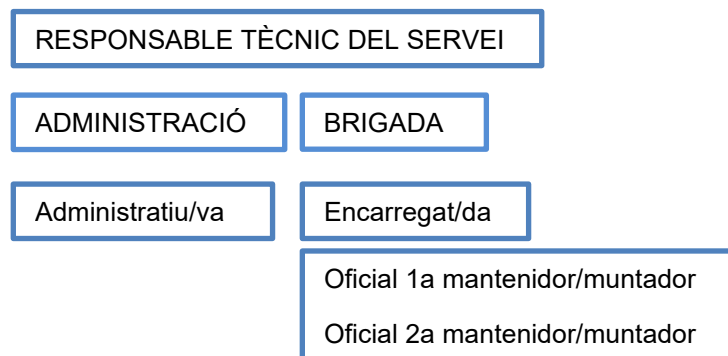 RESPONSABLE TÈCNIC DEL SERVEI
ADMINISTRACIÓ
BRIGADA
Administratiu/va
Encarregat/da
Oficial 1a mantenidor/muntador
Oficial 2a mantenidor/muntador